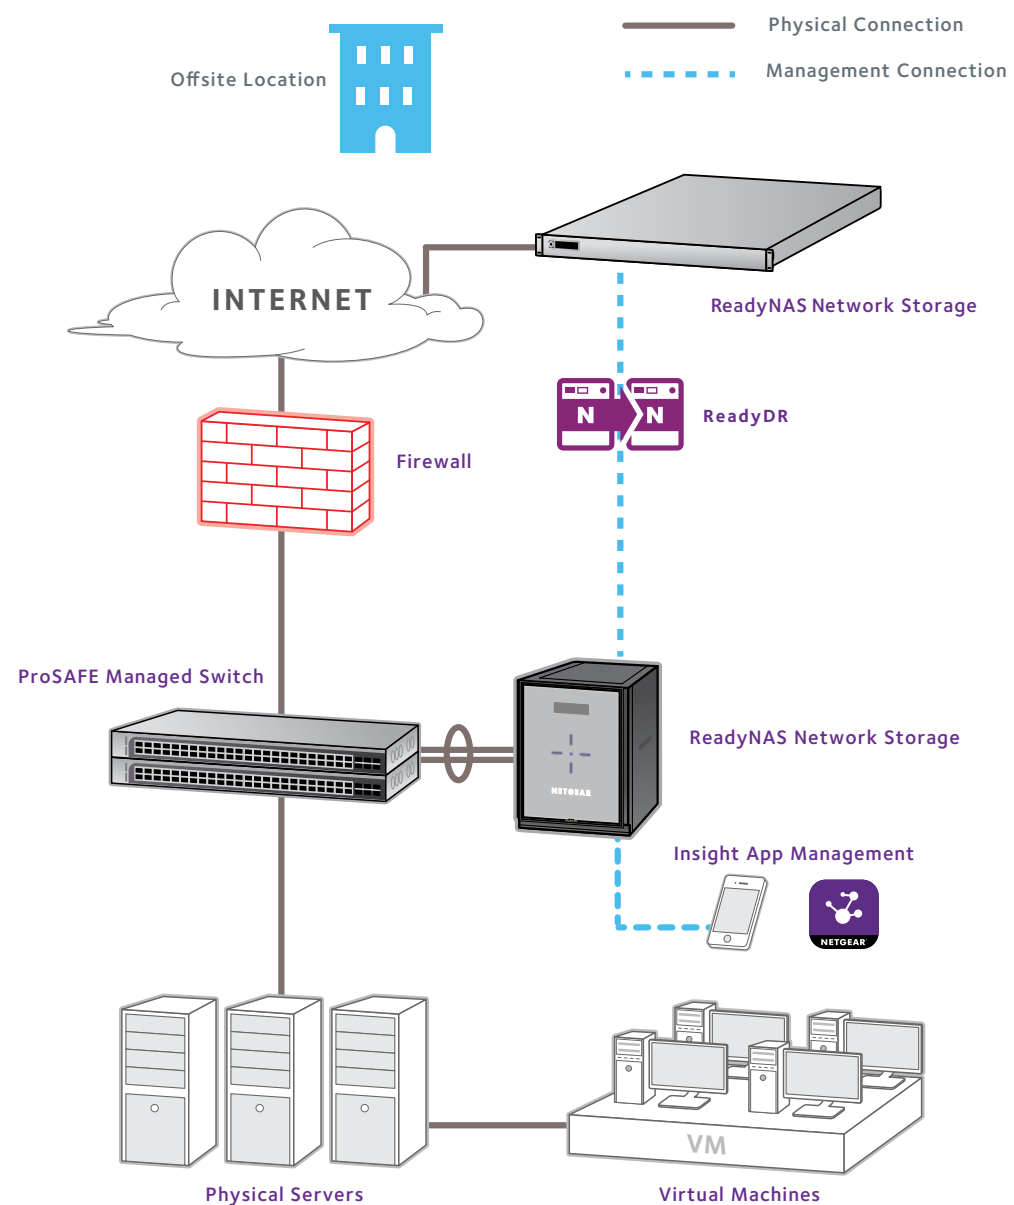 Physical Connection
Offsite Location
Management Connection
INTERNET
ReadyNAS Network Storage
N
N
ReadyDR
Firewall
ProSAFE Managed Switch
ReadyNAS Network Storage
NETGEAR
Insight App Management
NETGEAR
VM
Physical Servers
Virtual Machines